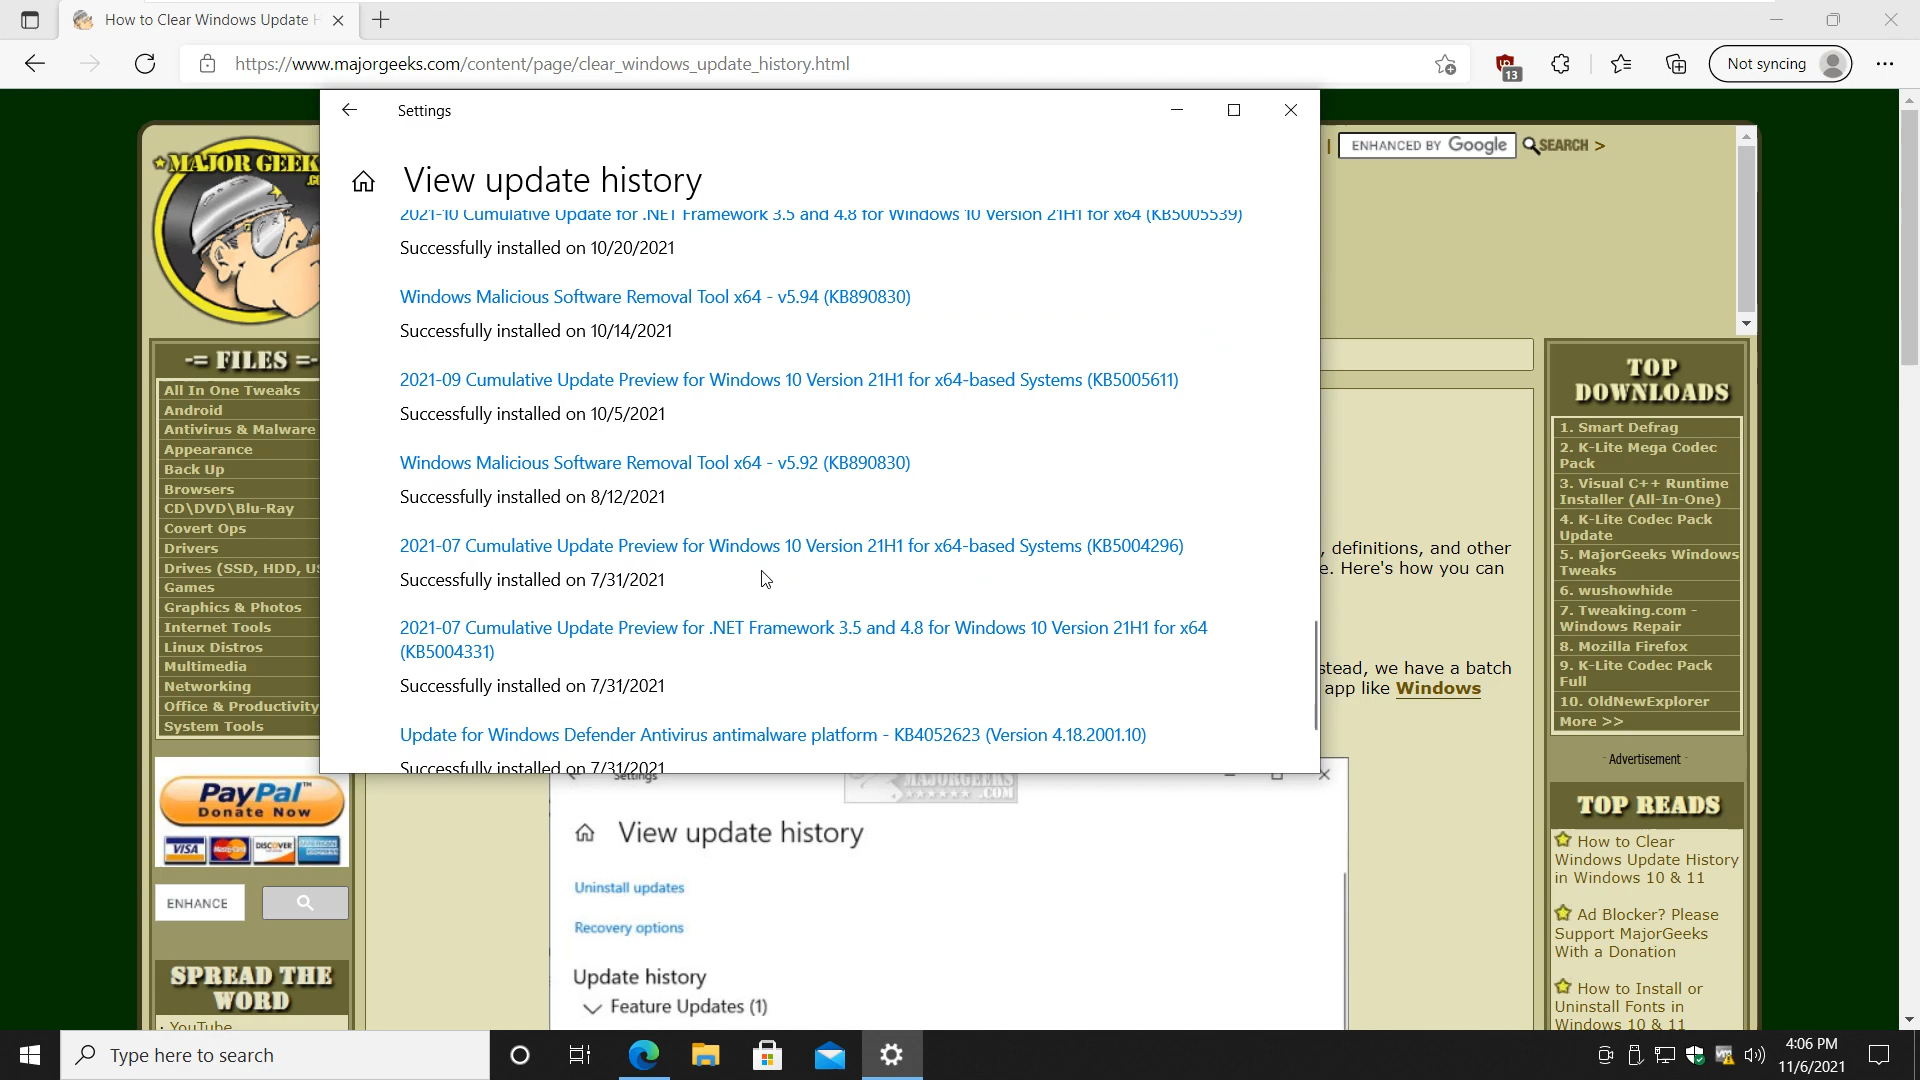 How to Clear Windows Update H
https://www.majorgeeks.com/content/page/clear_windows_update_history.html
13
Not syncing
Settings
View update history
2021-10 Cumulative Update for .NET Framework 3.5 and 4.8 for Windows 10 Version 21H1 for x64 (KB5005539)
Successfully installed on 10/20/2021
Windows Malicious Software Removal Tool x64 - v5.94 (KB890830)
Successfully installed on 10/14/2021
2021-09 Cumulative Update Preview for Windows 10 Version 21H1 for x64-based Systems (KB5005611)
Successfully installed on 10/5/2021
Windows Malicious Software Removal Tool x64 - v5.92 (KB890830)
Successfully installed on 8/12/2021
2021-07 Cumulative Update Preview for Windows 10 Version 21H1 for x64-based Systems (KB5004296)
Successfully installed on 7/31/2021
2021-07 Cumulative Update Preview for .NET Framework 3.5 and 4.8 for Windows 10 Version 21H1 for x64
(KB5004331)
Successfully installed on 7/31/2021
Update for Windows Defender Antivirus antimalware platform - KB4052623 (Version 4.18.2001.10)
Successfully installed on 7/31/2021
MAJOR GEEK
-= FILES =-
All In One Tweaks
Android
Antivirus & Malware
Appearance
Back Up
Browsers
CD\DVD\Blu-Ray
Covert Ops
Drivers
Drives (SSD, HDD, US
Games
Graphics & Photos
Internet Tools
Linux Distros
Multimedia
Networking
Office & Productivity
System Tools
PayPal™
Donate Now
VISA
MasterCard
DISCOVER
AMERICAN EXPRESS
ENHANCE
SPREAD THE
WORD
· YouTube
|
ENHANCED BY Google
SEARCH >
, definitions, and other
e. Here's how you can
stead, we have a batch
app like Windows
Settings
MAJORGEEKS
.COM
View update history
Uninstall updates
Recovery options
Update history
Feature Updates (1)
TOP
DOWNLOADS
1. Smart Defrag
2. K-Lite Mega Codec
Pack
3. Visual C++ Runtime
Installer (All-In-One)
4. K-Lite Codec Pack
Update
5. MajorGeeks Windows
Tweaks
6. wushowhide
7. Tweaking.com -
Windows Repair
8. Mozilla Firefox
9. K-Lite Codec Pack
Full
10. OldNewExplorer
More >>
- Advertisement -
TOP READS
How to Clear
Windows Update History
in Windows 10 & 11
Ad Blocker? Please
Support MajorGeeks
With a Donation
How to Install or
Uninstall Fonts in
Windows 10 & 11
Type here to search
4:06 PM
11/6/2021